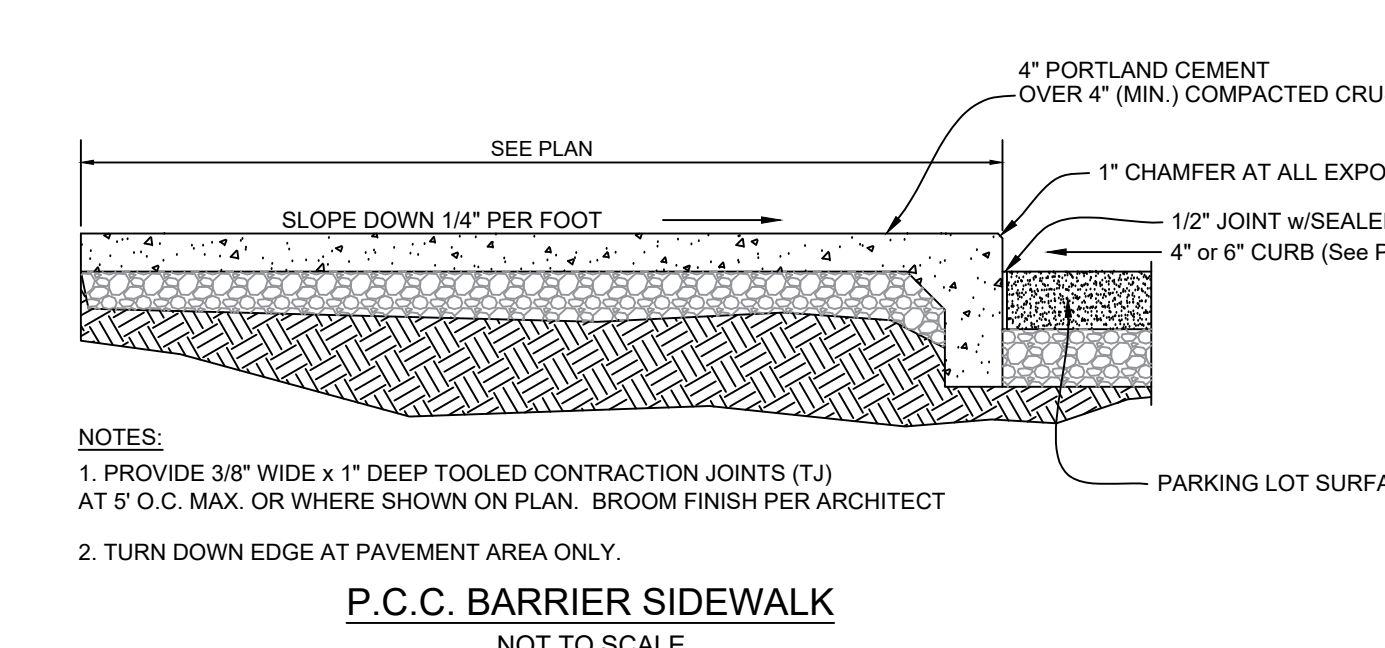 4" PORTLAND CEMENT
OVER 4" (MIN.) COMPACTED CRU
SEE PLAN
1" CHAMFER AT ALL EXPO
SLOPE DOWN 1/4" PER FOOT
1/2" JOINT w/SEALE
4" or 6" CURB (See P
NOTES:
1. PROVIDE 3/8" WIDE x 1" DEEP TOOLED CONTRACTION JOINTS (TJ)
AT 5' O.C. MAX. OR WHERE SHOWN ON PLAN. BROOM FINISH PER ARCHITECT
PARKING LOT SURFA
2. TURN DOWN EDGE AT PAVEMENT AREA ONLY.
P.C.C. BARRIER SIDEWALK
NOT TO SCALE